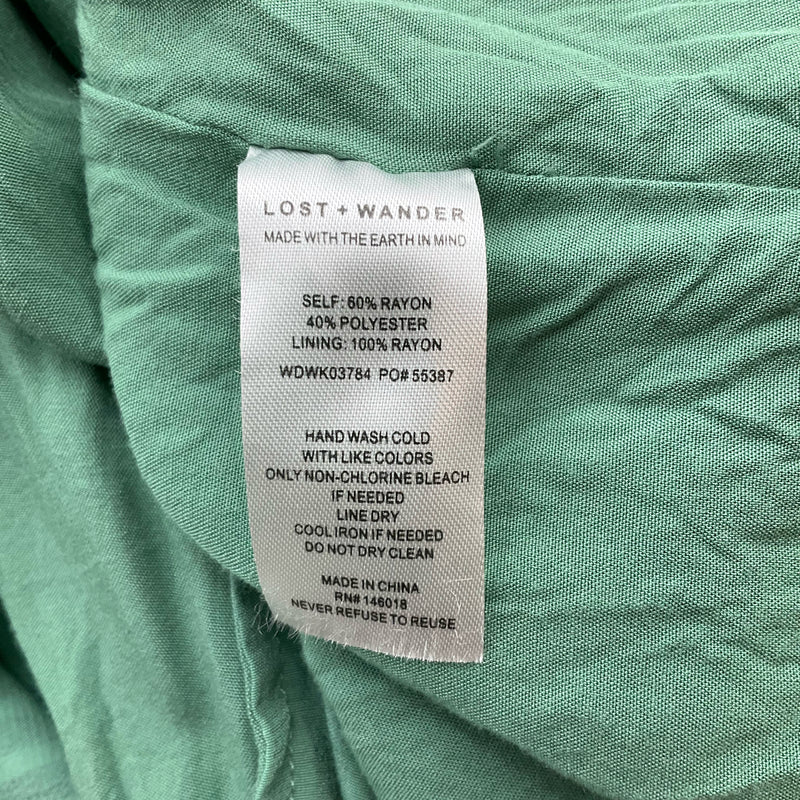 LOST + WANDER
MADE WITH THE EARTH IN MIND
SELF: 60% RAYON
40% POLYESTER
LINING: 100% RAYON
WDWK03784 PO# 55387
HAND WASH COLD
WITH LIKE COLORS
ONLY NON-CHLORINE BLEACH
IF NEEDED
LINE DRY
COOL IRON IF NEEDED
DO NOT DRY CLEAN
MADE IN CHINA
RN# 146018
NEVER REFUSE TO REUSE